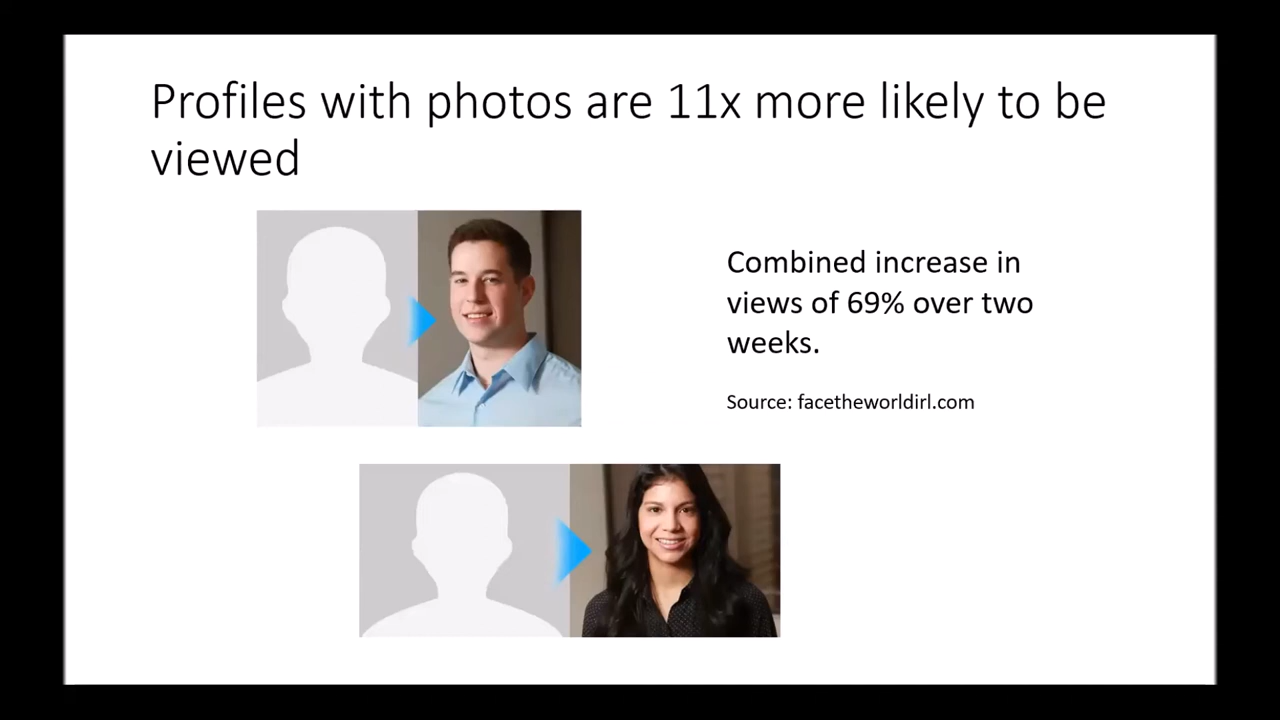 Profiles with photos are 11x more likely to be
viewed
Combined increase in
views of 69% over two
weeks.
Source: facetheworldirl.com